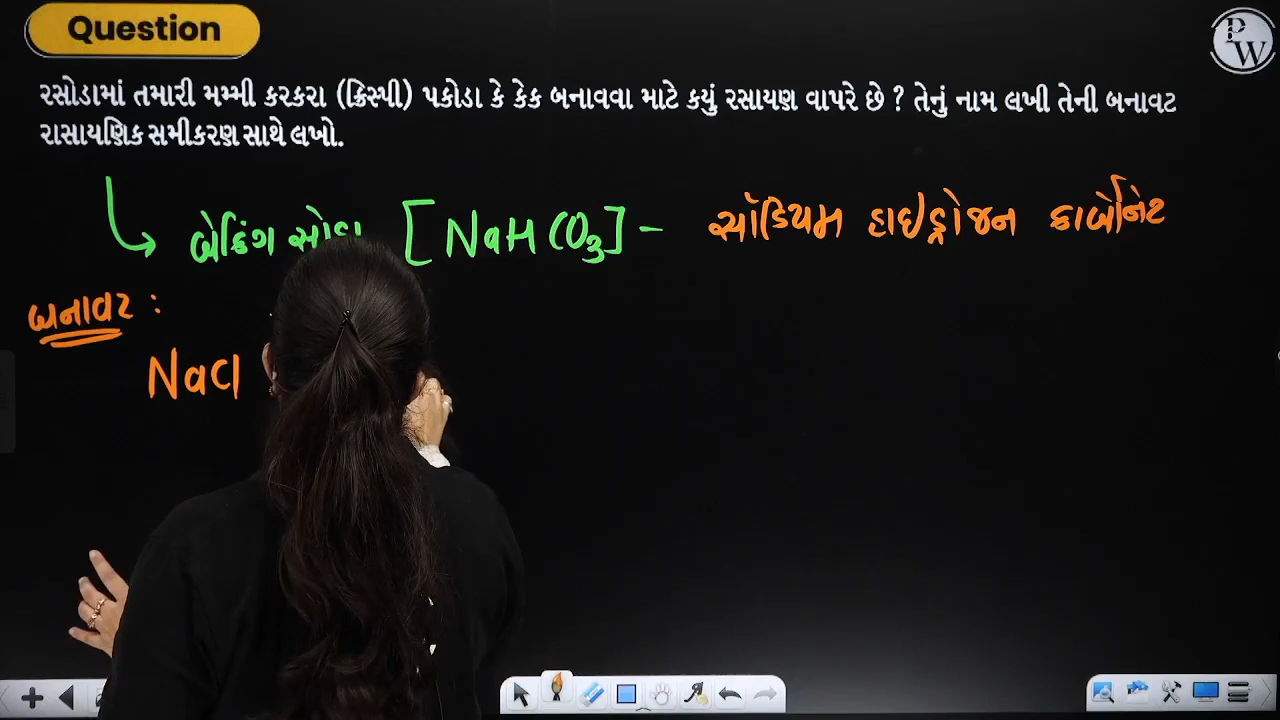 Question
PW
રસોડામાં તમારી મમ્મી કરકરા (ક્રિસ્પી) પકોડા કે કેક બનાવવા માટે કયું રસાયણ વાપરે છે ? તેનું નામ લખી તેની બનાવટ
રાસાયણિક સમીકરણ સાથે લખો.
બેકિંગ સોડા [NaHCO3] - સૉડિયમ હાઇડ્રોજન કાર્બોનેટ
બનાવટ :
NaCl